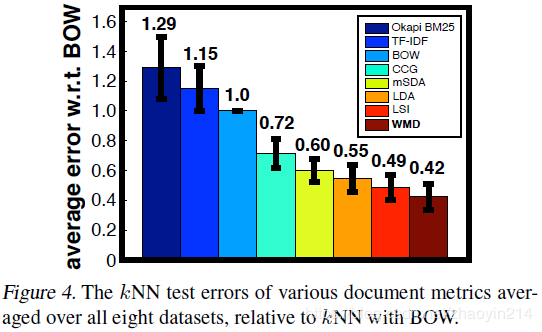 average error w.r.t. BOW
1.6
1.4
1.2
1.0
0.8
0.6
0.4
0.2
0
1.29
1.15
1.0
0.72
0.60
0.55
0.49
0.42
Okapi BM25
TF-IDF
BOW
CCG
mSDA
LDA
LSI
WMD
Figure 4. The kNN test errors of various document metrics aver-
aged over all eight datasets, relative to kNN with BOW.